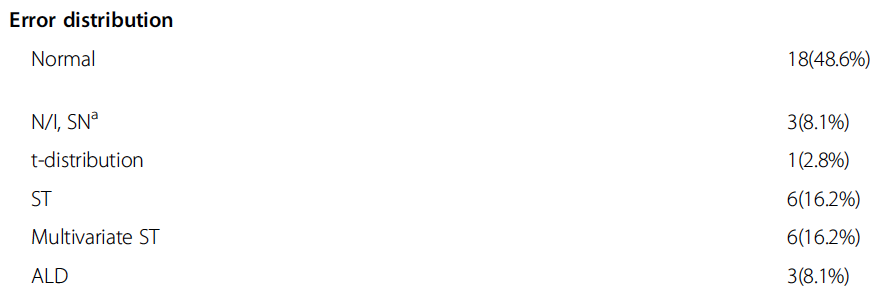 Error distribution
Normal 18(48.6%)
N/I, SNa 3(8.1%)
t-distribution 1(2.8%)
ST 6(16.2%)
Multivariate ST 6(16.2%)
ALD 3(8.1%)